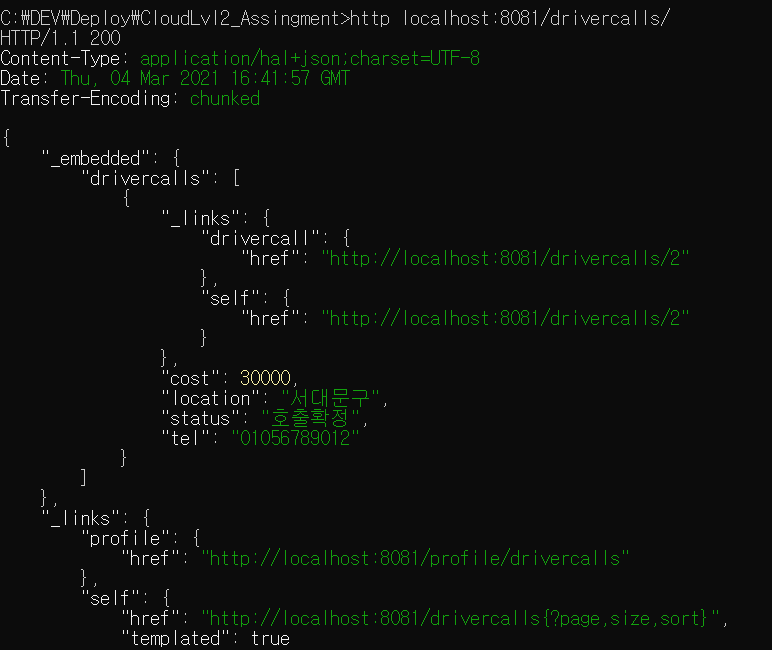 C:₩DEV₩Deploy₩CloudLvl2_Assingment>http localhost:8081/drivercalls/
HTTP/1.1 200
Content-Type: application/hal+json;charset=UTF-8
Date: Thu, 04 Mar 2021 16:41:57 GMT
Transfer-Encoding: chunked
{
    "_embedded": {
        "drivercalls": [
            {
                "_links": {
                    "drivercall": {
                        "href": "http://localhost:8081/drivercalls/2"
                    },
                    "self": {
                        "href": "http://localhost:8081/drivercalls/2"
                    }
                },
                "cost": 30000,
                "location": "서대문구",
                "status": "호출확정",
                "tel": "01056789012"
            }
        ]
    },
    "_links": {
        "profile": {
            "href": "http://localhost:8081/profile/drivercalls"
        },
        "self": {
            "href": "http://localhost:8081/drivercalls{?page,size,sort}",
            "templated": true